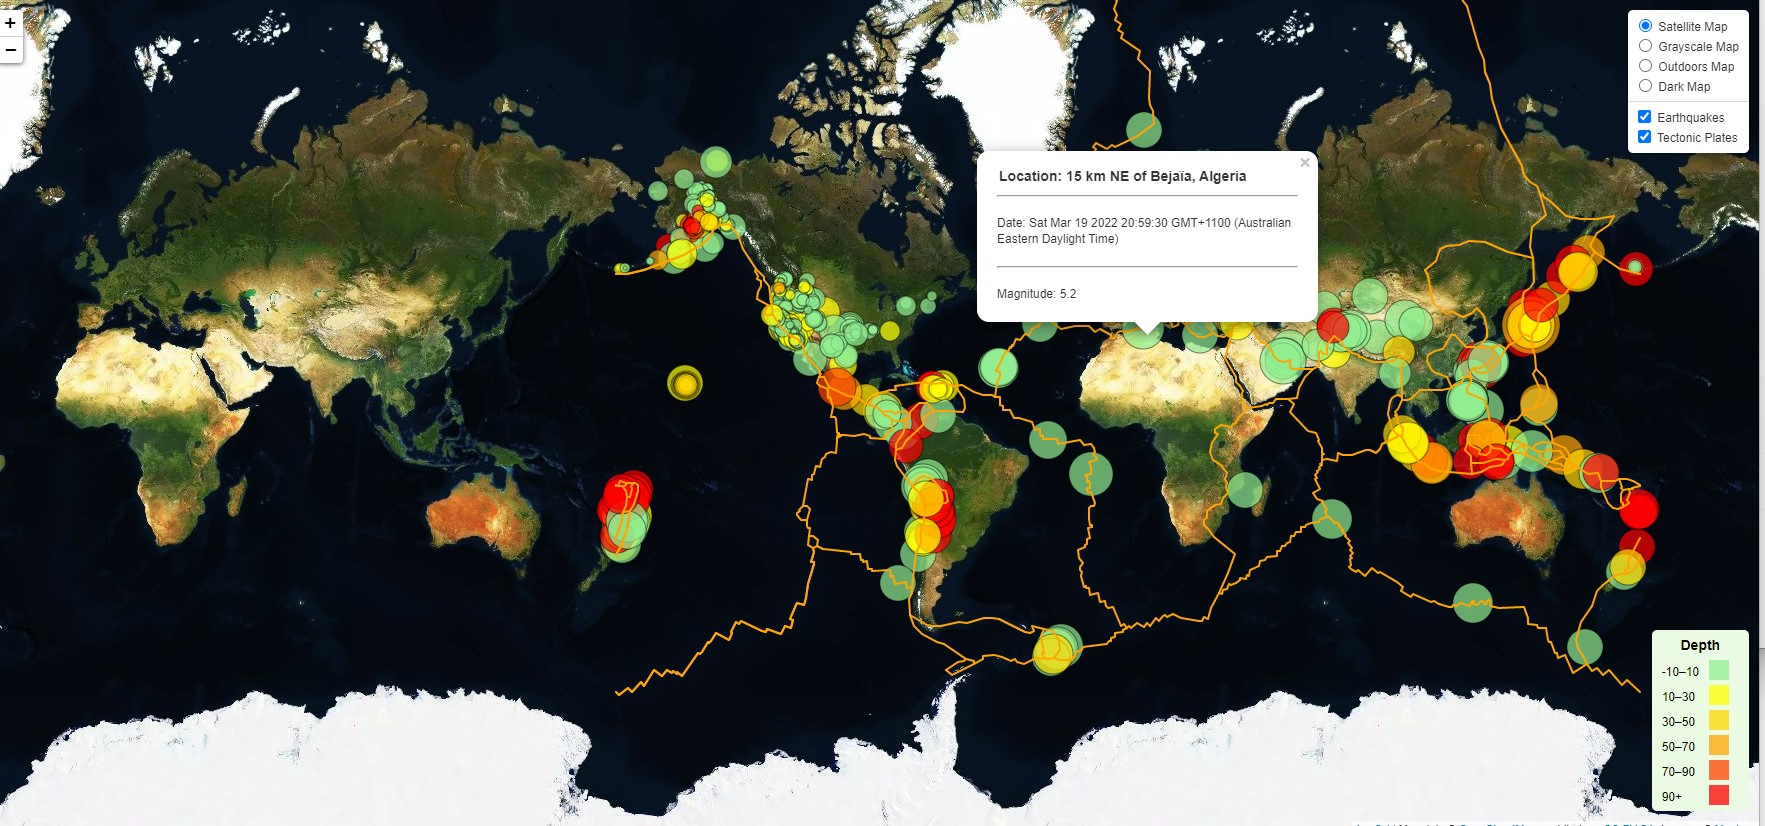 +
−
Satellite Map
Grayscale Map
Outdoors Map
Dark Map
Earthquakes
Tectonic Plates
×
Location: 15 km NE of Bejaïa, Algeria
Date: Sat Mar 19 2022 20:59:30 GMT+1100 (Australian
Eastern Daylight Time)
Magnitude: 5.2
Depth
-10–10
10–30
30–50
50–70
70–90
90+